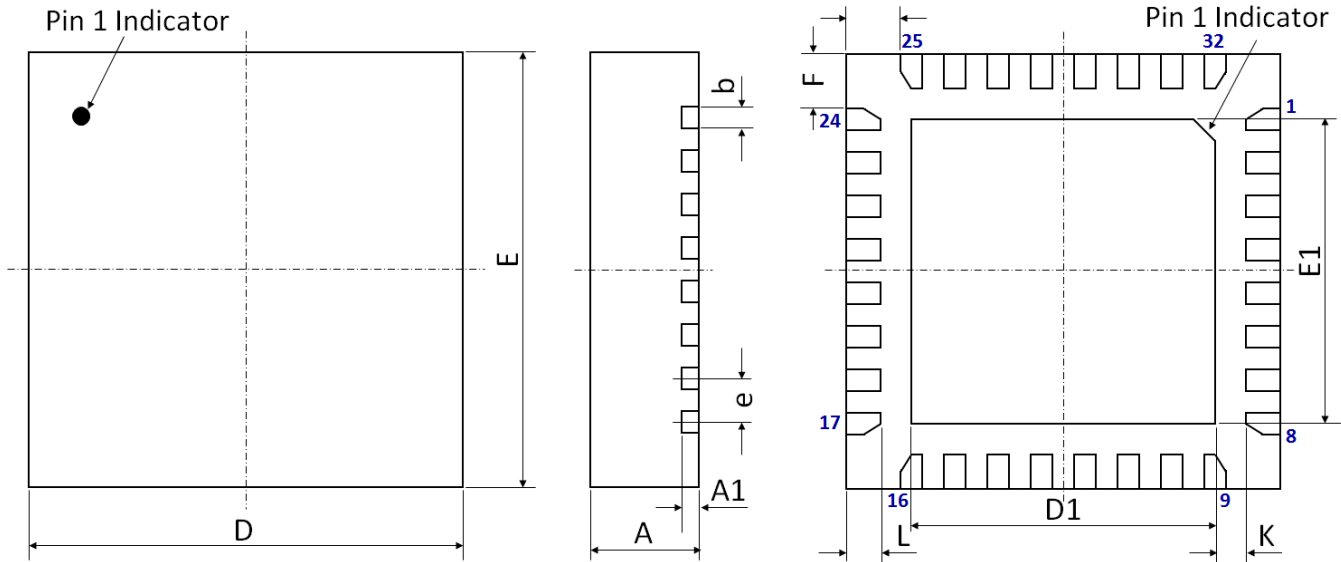 Pin 1 Indicator
D
E
b
e
A1
A
Pin 1 Indicator
25
32
F
24
1
E1
17
8
16
9
D1
L
K